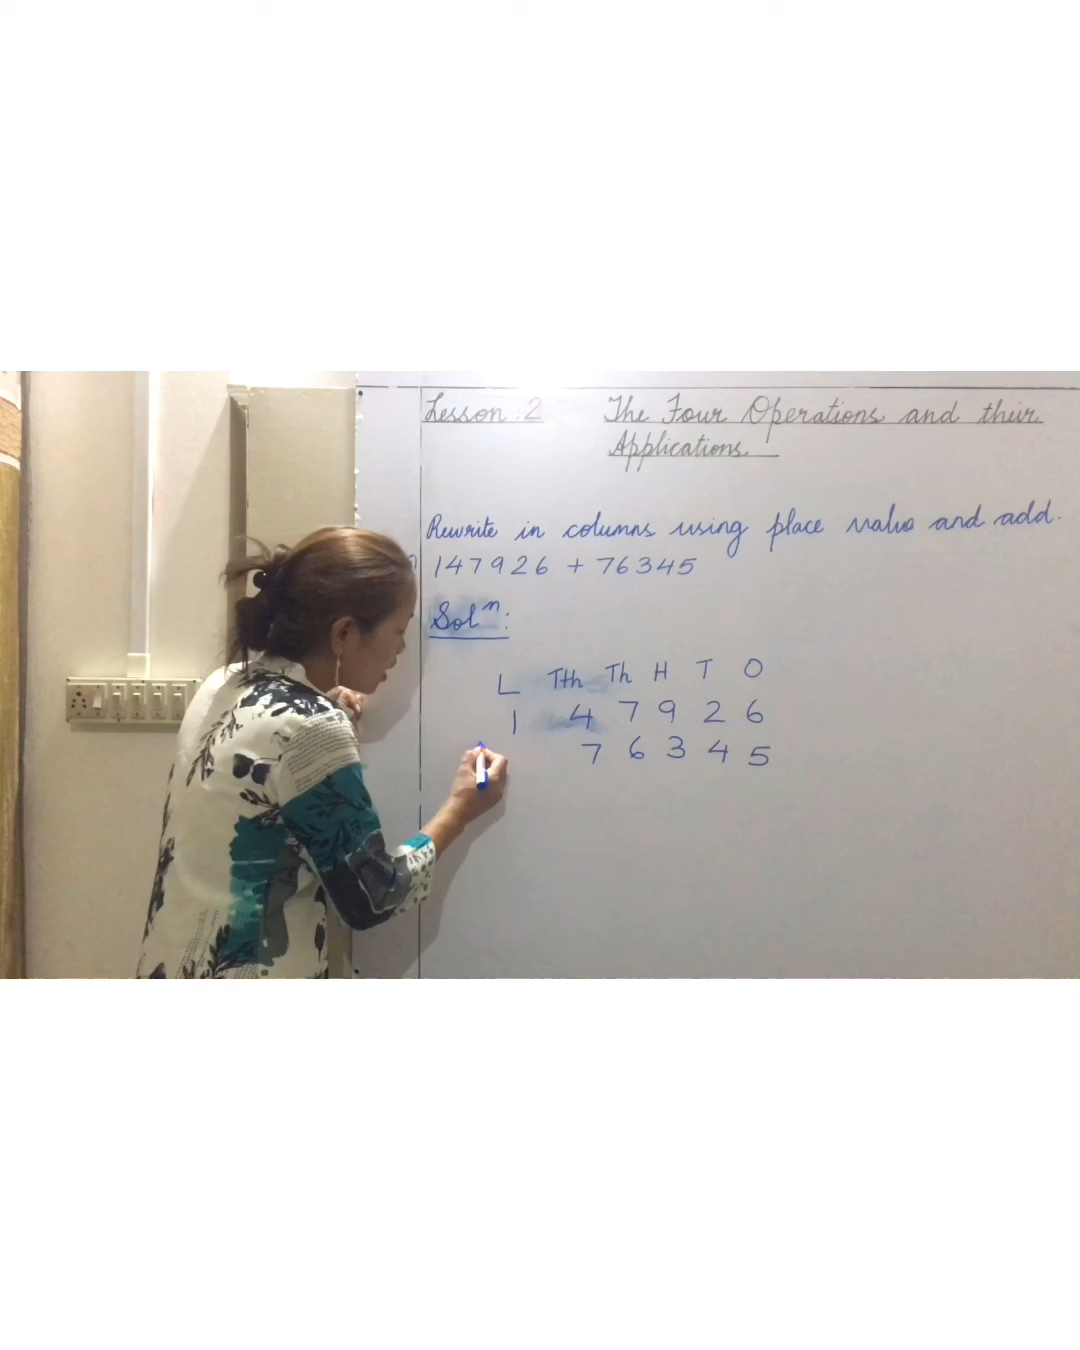 Lesson : 2 The Four Operations and their
Applications
Rewrite in columns using place value and add.
147926 + 76345
Solⁿ:
L Tth Th H T O
1 4 7 9 2 6
7 6 3 4 5